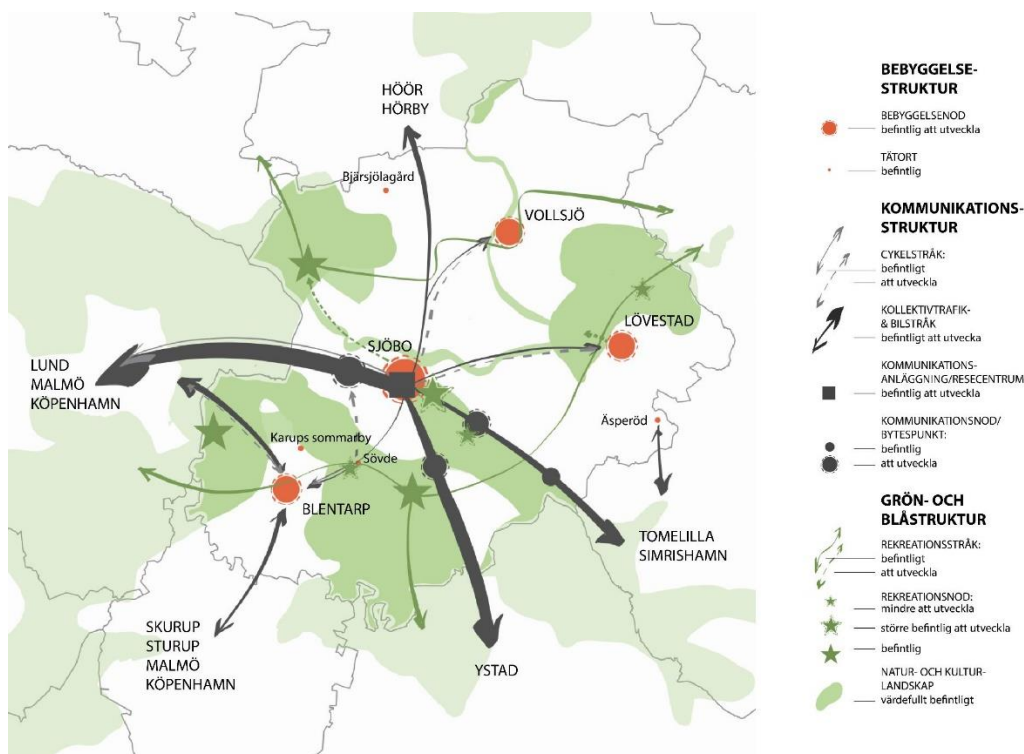 HÖÖR
HÖRBY
Bjärsjölagård
VOLLSJÖ
LÖVESTAD
SJÖBO
LUND
MALMÖ
KÖPENHAMN
Äsperöd
Karups sommarby
Sövde
BLENTARP
TOMELILLA
SIMRISHAMN
SKURUP
STURUP
MALMÖ
KÖPENHAMN
YSTAD
BEBYGGELSE-
STRUKTUR
BEBYGGELSENOD
befintlig att utveckla
TÄTORT
befintlig
KOMMUNIKATIONS-
STRUKTUR
CYKELSTRÅK:
befintligt
att utveckla
KOLLEKTIVTRAFIK-
& BILSTRÅK
befintligt att utvecka
KOMMUNIKATIONS-
ANLÄGGNING/RESECENTRUM
befintlig att utveckla
KOMMUNIKATIONSNOD/
BYTESPUNKT:
befintlig
att utveckla
GRÖN- OCH
BLÅSTRUKTUR
REKREATIONSSTRÅK:
befintligt
att utveckla
REKREATIONSNOD:
mindre att utveckla
större befintlig att utveckla
befintlig
NATUR- OCH KULTUR-
LANDSKAP
värdefullt befintligt